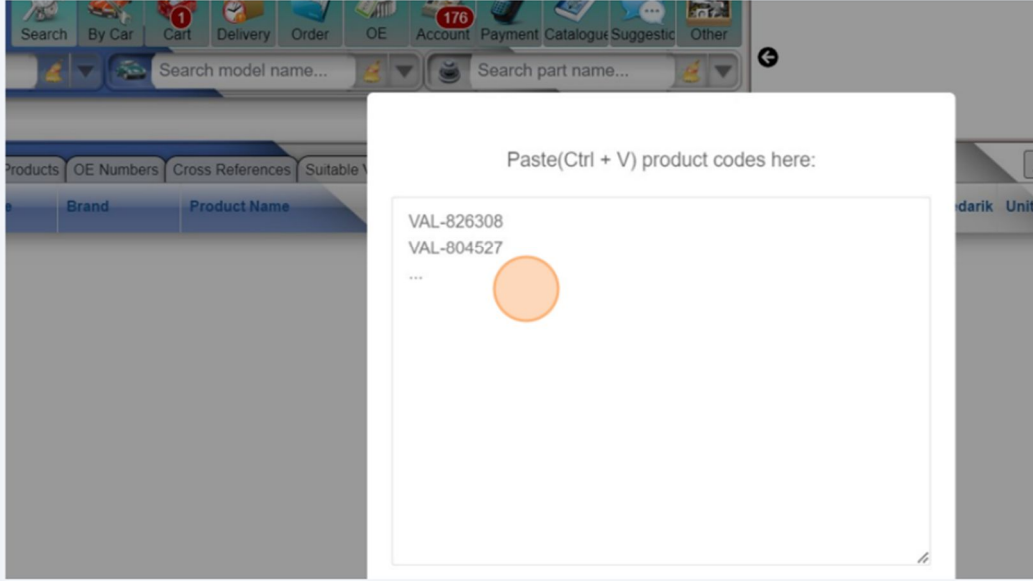 Search By Car Cart Delivery Order OE Account Payment Catalogue Suggestic Other
1
176
Search model name...
Search part name...
Paste(Ctrl + V) product codes here:
Products OE Numbers Cross References Suitable V
e Brand Product Name
edarik Unit
VAL-826308
VAL-804527
...